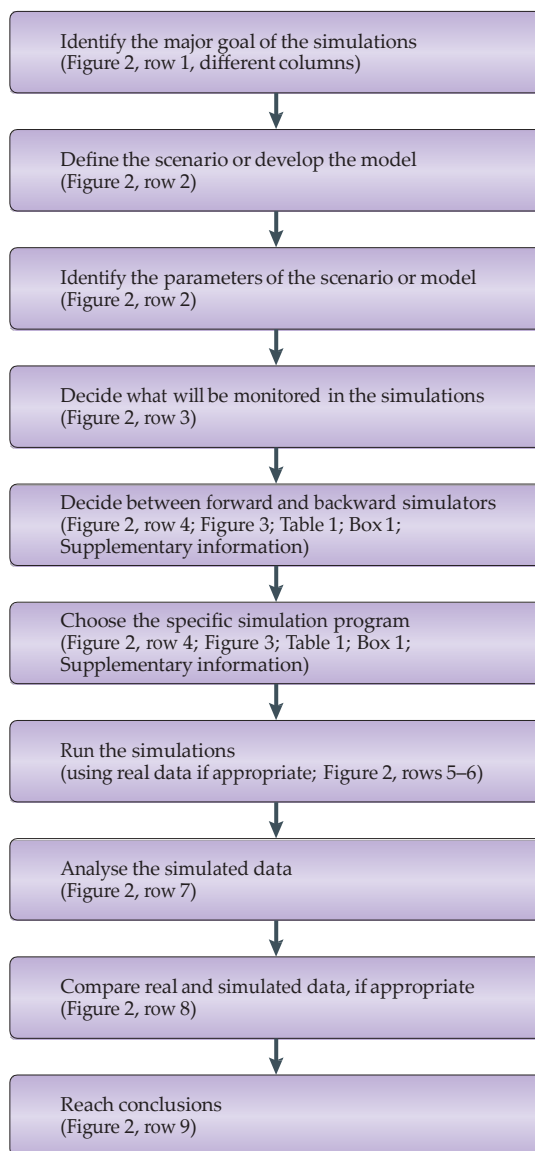 Identify the major goal of the simulations
(Figure 2, row 1, different columns)
Define the scenario or develop the model
(Figure 2, row 2)
Identify the parameters of the scenario or model
(Figure 2, row 2)
Decide what will be monitored in the simulations
(Figure 2, row 3)
Decide between forward and backward simulators
(Figure 2, row 4; Figure 3; Table 1; Box 1;
Supplementary information)
Choose the specific simulation program
(Figure 2, row 4; Figure 3; Table 1; Box 1;
Supplementary information)
Run the simulations
(using real data if appropriate; Figure 2, rows 5–6)
Analyse the simulated data
(Figure 2, row 7)
Compare real and simulated data, if appropriate
(Figure 2, row 8)
Reach conclusions
(Figure 2, row 9)